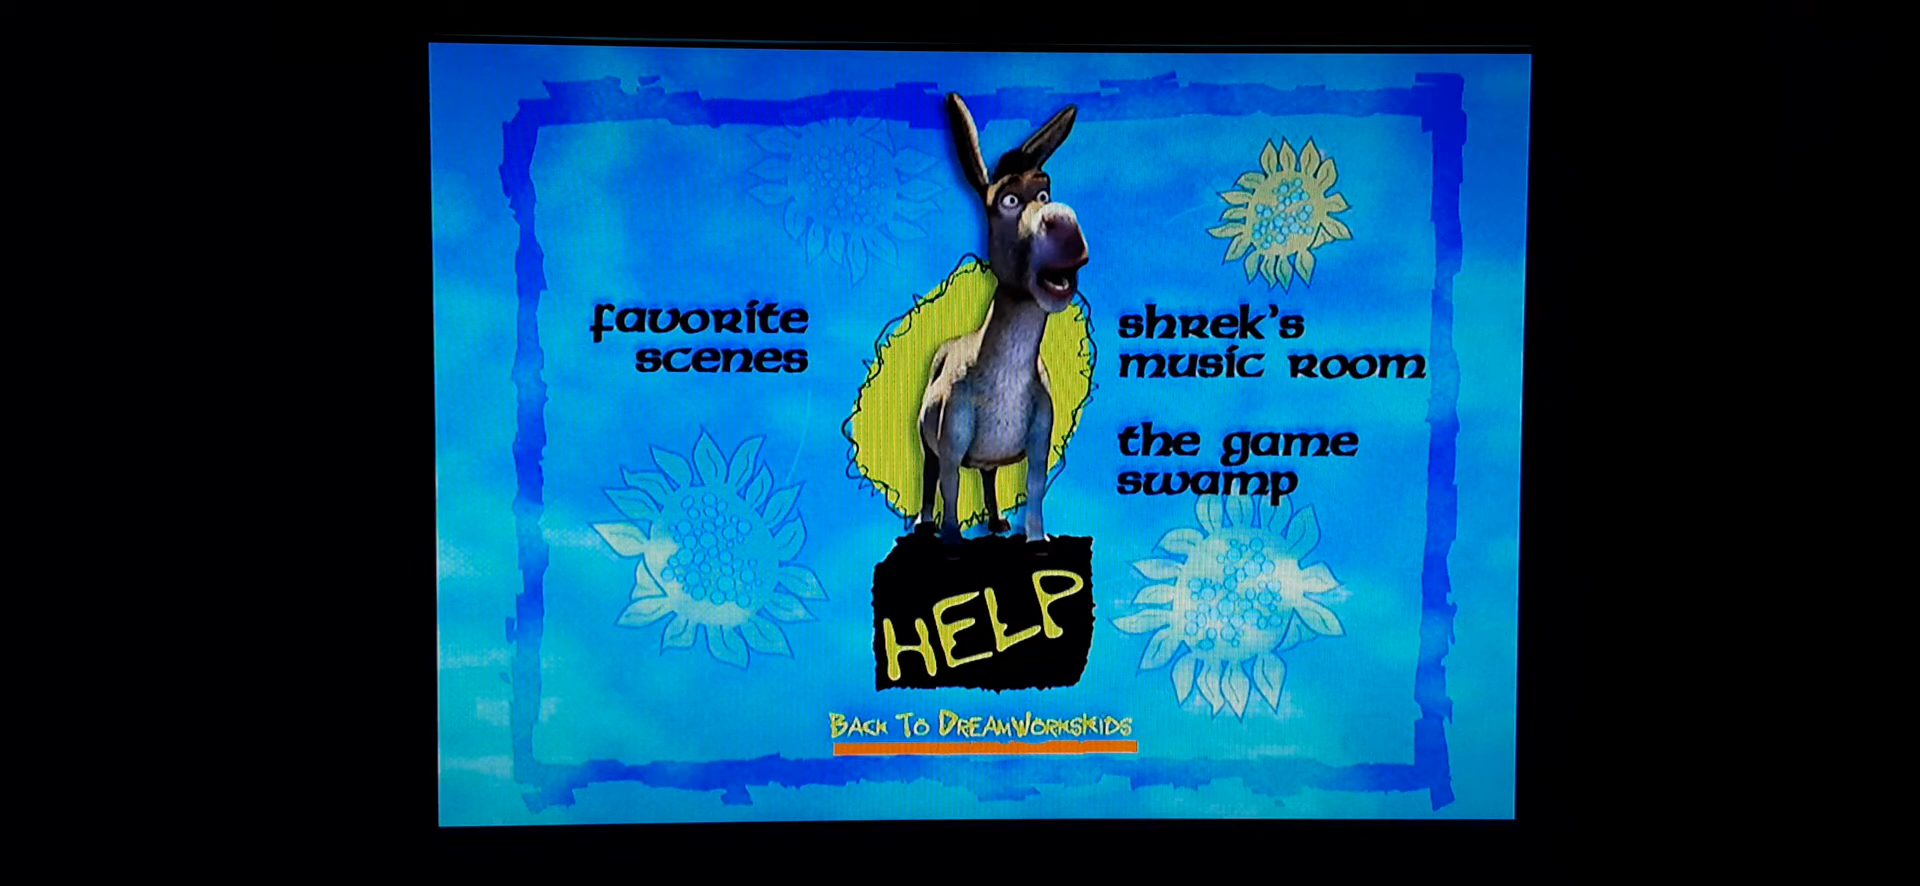 favorite
scenes
shrek's
music room
the game
swamp
HELP
Back To DreamWorksKids